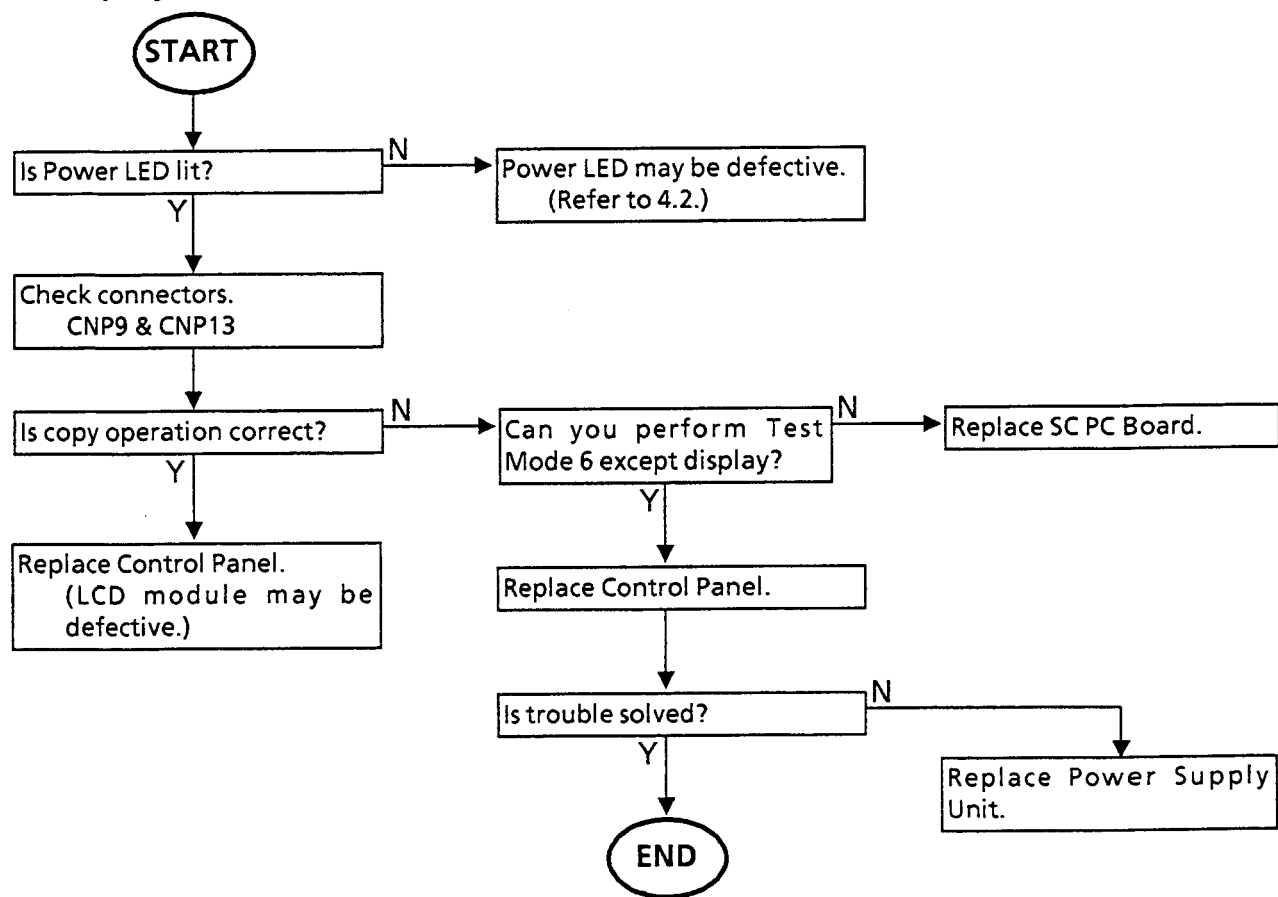 START
Is Power LED lit?
N
Power LED may be defective.
(Refer to 4.2.)
Y
Check connectors.
CNP9 & CNP13
Is copy operation correct?
N
Can you perform Test
Mode 6 except display?
N
Replace SC PC Board.
Y
Y
Replace Control Panel.
(LCD module may be
defective.)
Replace Control Panel.
Is trouble solved?
N
Y
Replace Power Supply
Unit.
END